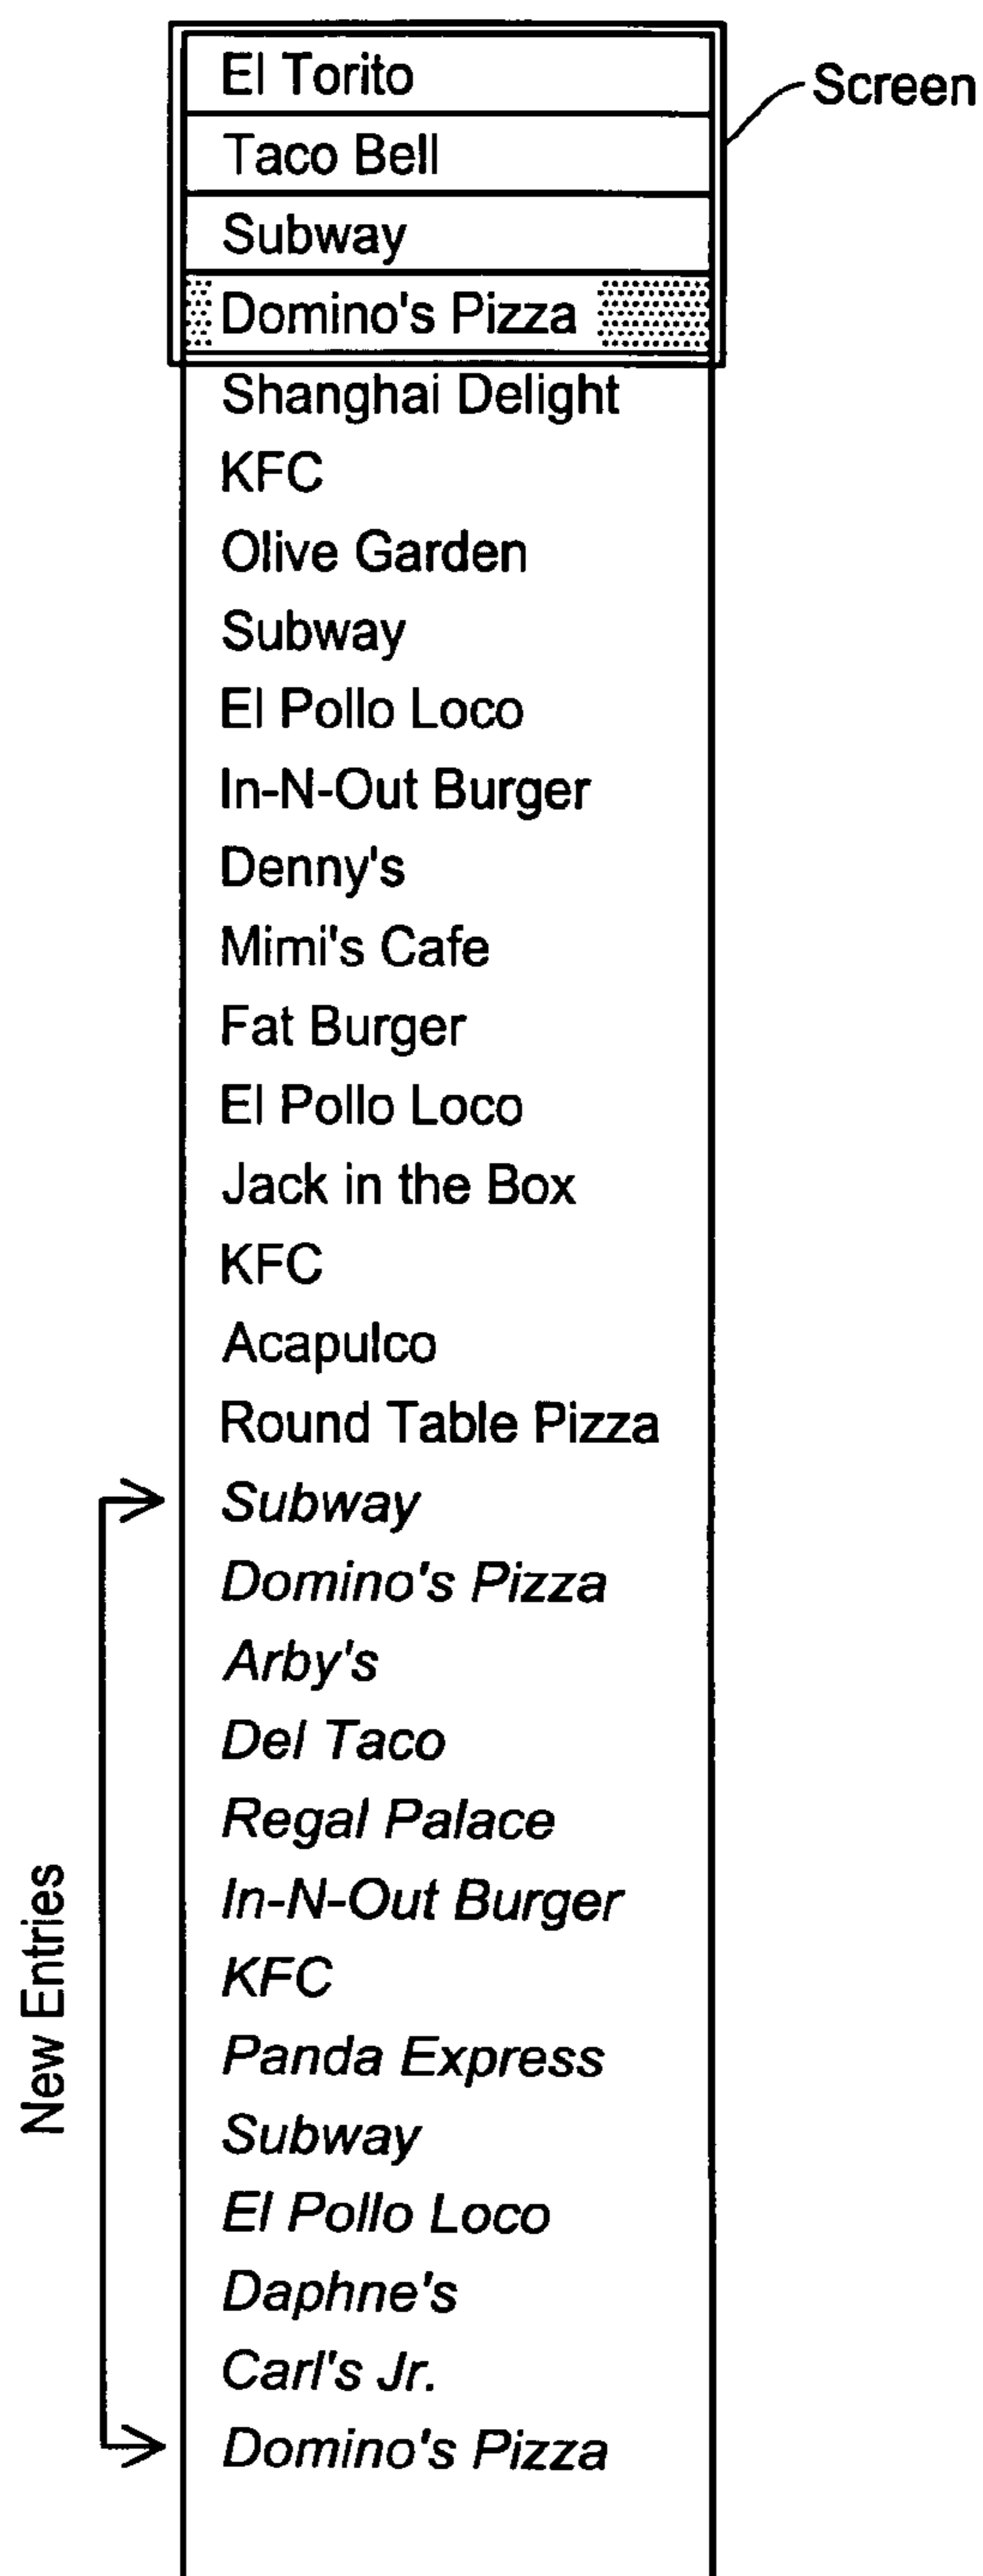 El Torito
Screen
Taco Bell
Subway
Domino's Pizza
Shanghai Delight
KFC
Olive Garden
Subway
El Pollo Loco
In-N-Out Burger
Denny's
Mimi's Cafe
Fat Burger
El Pollo Loco
Jack in the Box
KFC
Acapulco
Round Table Pizza
Subway
Domino's Pizza
Arby's
Del Taco
Regal Palace
In-N-Out Burger
KFC
Panda Express
Subway
El Pollo Loco
Daphne's
Carl's Jr.
Domino's Pizza
New Entries